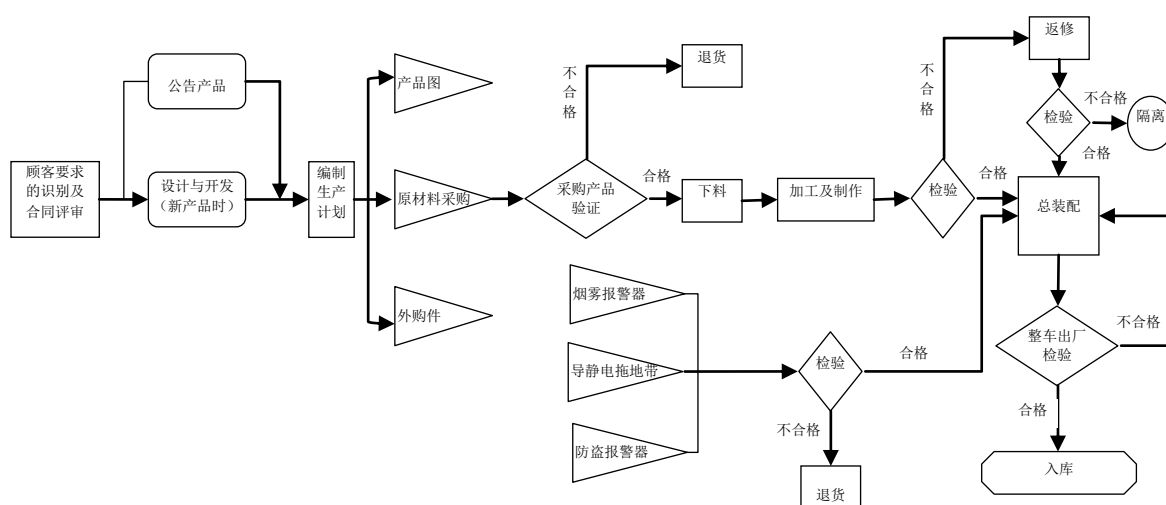 公告产品
顾客要求
的识别及
合同评审
设计与开发
（新产品时）
编制
生产
计划
产品图
原材料采购
外购件
不
合
格
退货
采购产品
验证
合格
下料
加工及制作
不
合
格
检验
合格
返修
检验
不合格
隔离
合格
总装配
烟雾报警器
导静电拖地带
防盗报警器
检验
合格
不合格
退货
整车出厂
检验
不合格
合格
入库